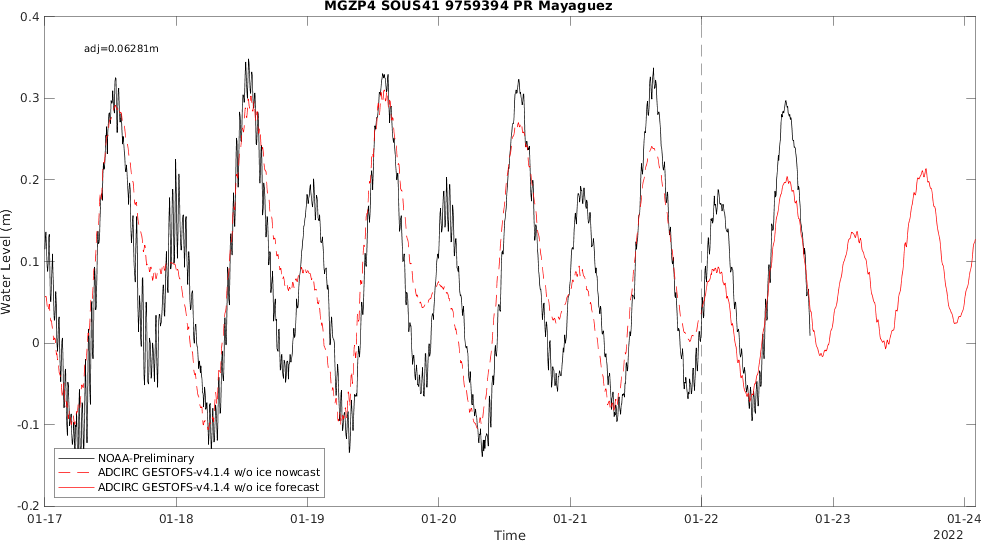 MGZP4 SOUS41 9759394 PR Mayaguez
adj=0.06281m
0.4
0.3
0.2
0.1
0
-0.1
-0.2
Water Level (m)
NOAA-Preliminary
ADCIRC GESTOFS-v4.1.4 w/o ice nowcast
ADCIRC GESTOFS-v4.1.4 w/o ice forecast
01-17
01-18
01-19
01-20
01-21
01-22
01-23
01-24
Time
2022